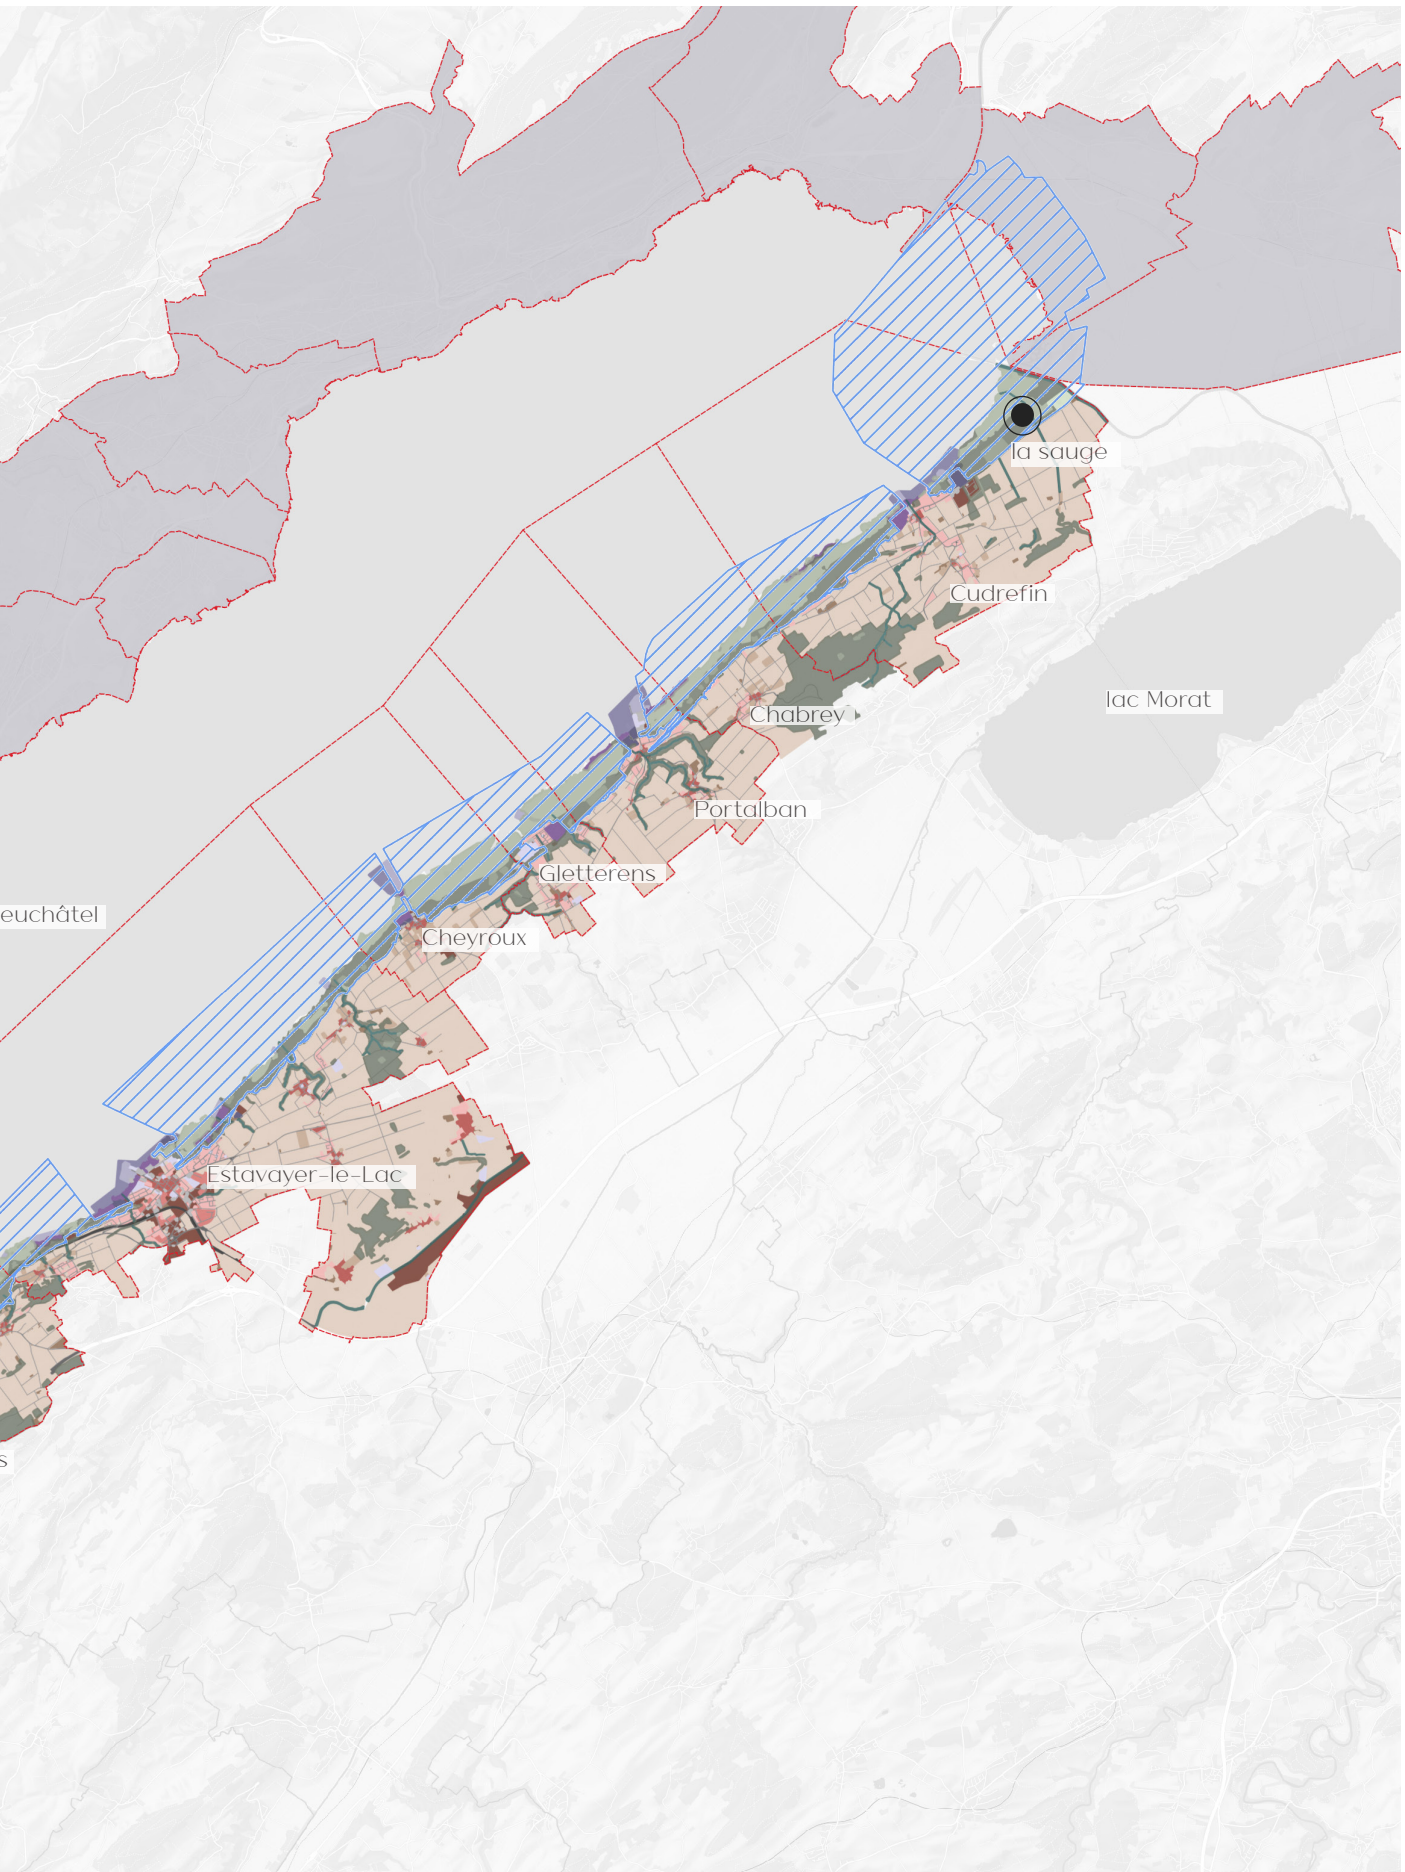 la sauge
Cudrefin
lac Morat
Chabrey
Portalban
Gletterens
euchâtel
Cheyroux
Estavayer-le-Lac
s